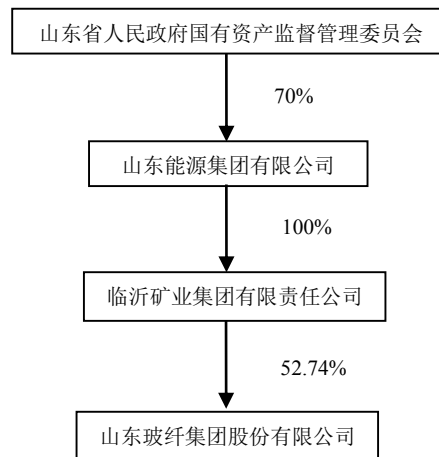 山东省人民政府国有资产监督管理委员会
70%
山东能源集团有限公司
100%
临沂矿业集团有限责任公司
52.74%
山东玻纤集团股份有限公司